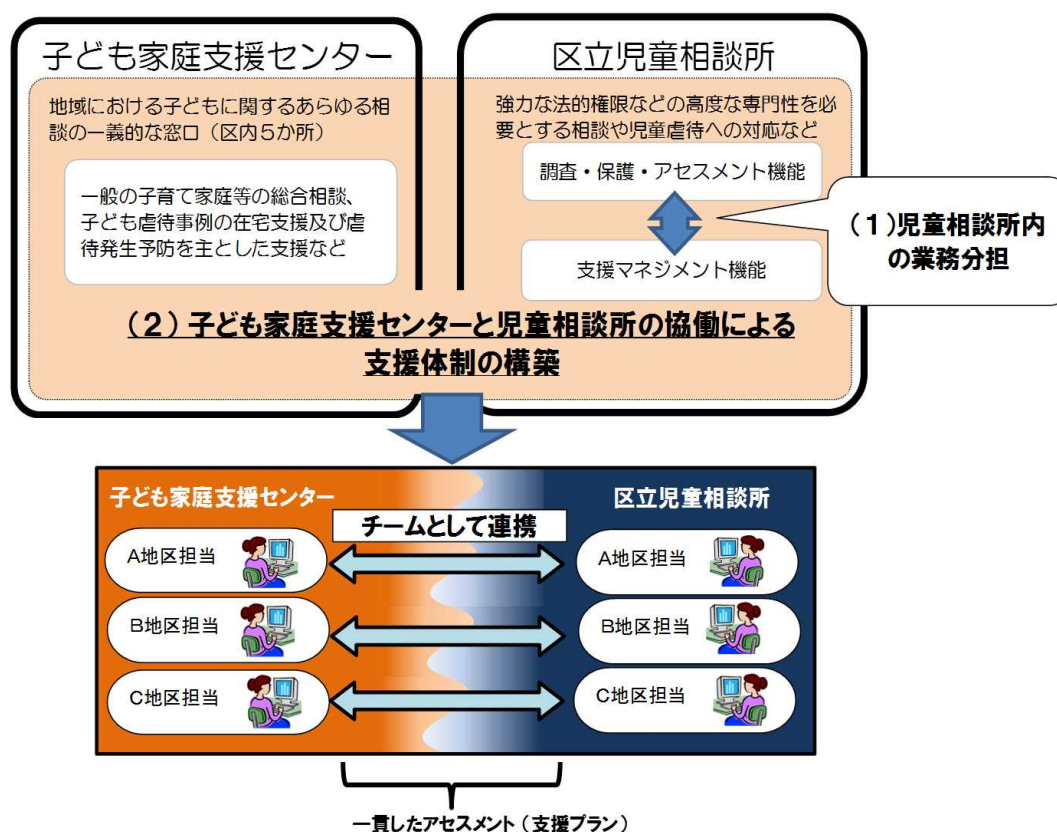 子ども家庭支援センター
地域における子どもに関するあらゆる相
談の一義的な窓口（区内５か所）
一般の子育て家庭等の総合相談、
子ども虐待事例の在宅支援及び虐
待発生予防を主とした支援など
区立児童相談所
強力な法的権限などの高度な専門性を必
要とする相談や児童虐待への対応など
調査・保護・アセスメント機能
支援マネジメント機能
（１）児童相談所内
の業務分担
（２）子ども家庭支援センターと児童相談所の協働による
支援体制の構築
子ども家庭支援センター
区立児童相談所
チームとして連携
A地区担当
A地区担当
B地区担当
B地区担当
C地区担当
C地区担当
一貫したアセスメント（支援プラン）